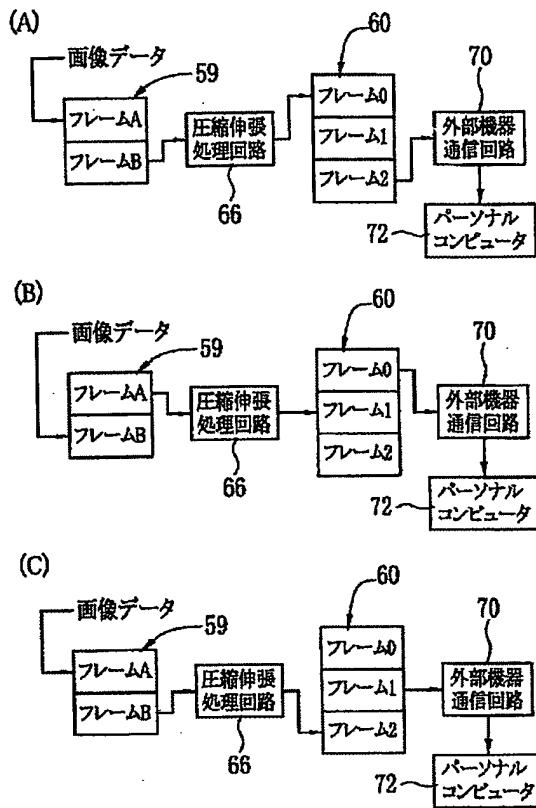 (A)
画像データ
59
フレームA
フレームB
圧縮伸張
処理回路
66
60
フレーム0
フレーム1
フレーム2
70
外部機器
通信回路
72
パーソナル
コンピュータ
(B)
画像データ
59
フレームA
フレームB
圧縮伸張
処理回路
66
60
フレーム0
フレーム1
フレーム2
70
外部機器
通信回路
72
パーソナル
コンピュータ
(C)
画像データ
59
フレームA
フレームB
圧縮伸張
処理回路
66
60
フレーム0
フレーム1
フレーム2
70
外部機器
通信回路
72
パーソナル
コンピュータ